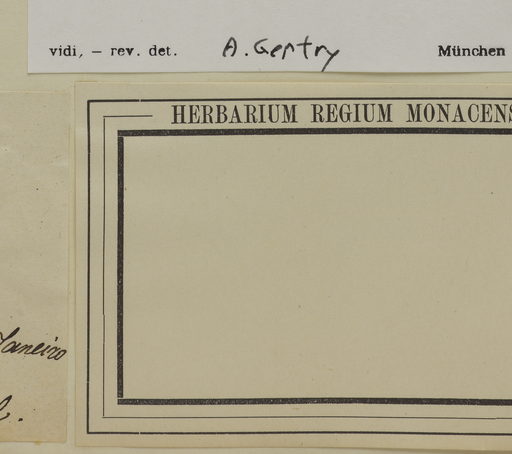 vidi, — rev. det. A. Gentry München
HERBARIUM REGIUM MONACENS
Janeiro